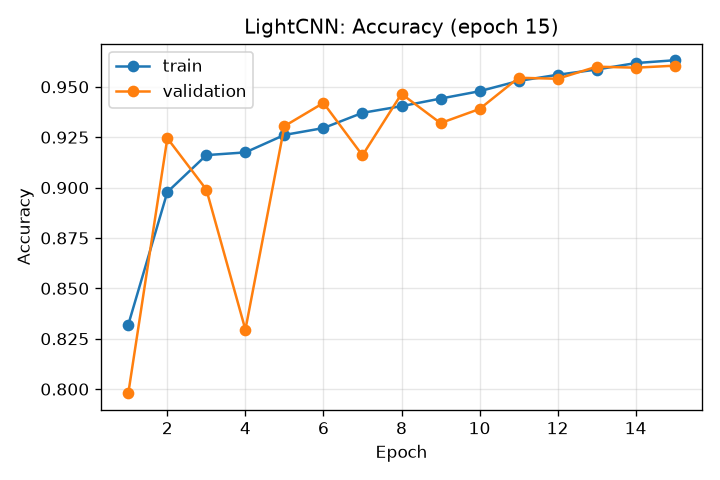 LightCNN: Accuracy (epoch 15)
train
validation
0.950
0.925
0.900
0.875
0.850
0.825
0.800
Accuracy
2 4 6 8 10 12 14
Epoch